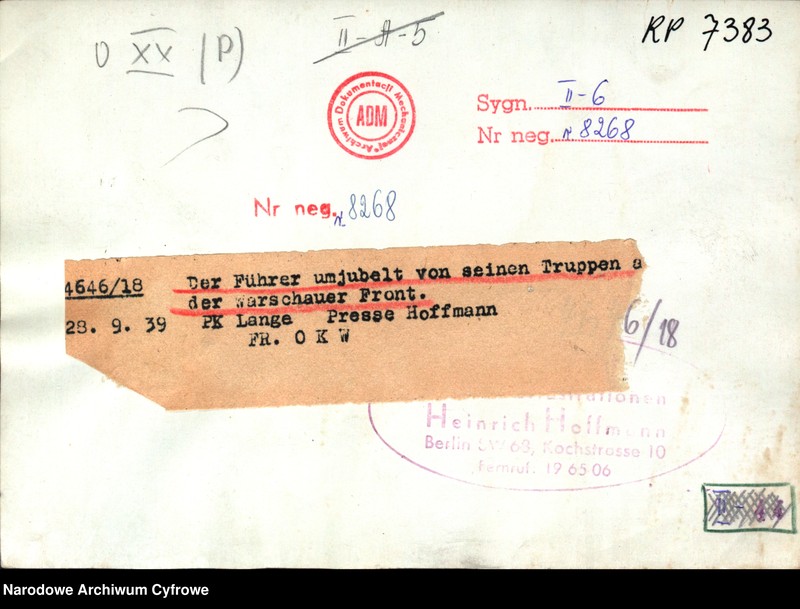 O XX (P)
II-A-5
RP 7383
Archiwum Dokumentacji Mechanicznej
ADM
Sygn. II-6
Nr neg. N 8268
Nr neg. N 8268
4646/18 Der Führer umjubelt von seinen Truppen a
der Warschauer Front.
28. 9. 39 PK Lange Presse Hoffmann
FR. O K W
6/18
Heinrich Hoffmann
Berlin SW 68, Kochstrasse 10
Fernruf: 19 65 06
Narodowe Archiwum Cyfrowe